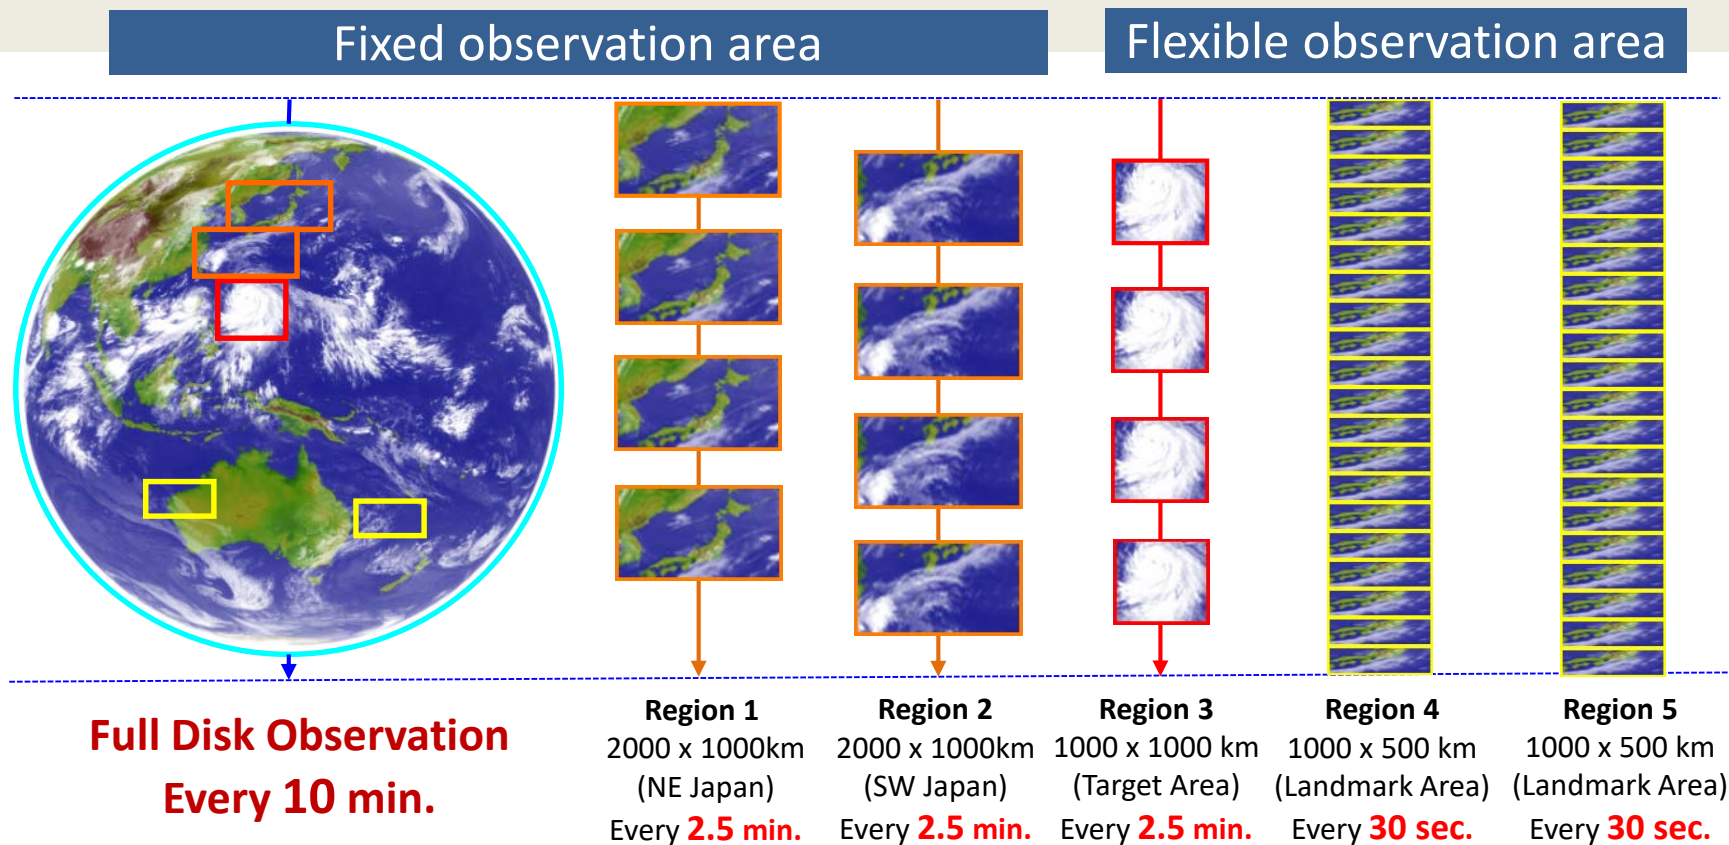 Fixed observation area
Flexible observation area
Full Disk Observation
Every 10 min.
Region 1
2000 x 1000km
(NE Japan)
Every 2.5 min.
Region 2
2000 x 1000km
(SW Japan)
Every 2.5 min.
Region 3
1000 x 1000 km
(Target Area)
Every 2.5 min.
Region 4
1000 x 500 km
(Landmark Area)
Every 30 sec.
Region 5
1000 x 500 km
(Landmark Area)
Every 30 sec.